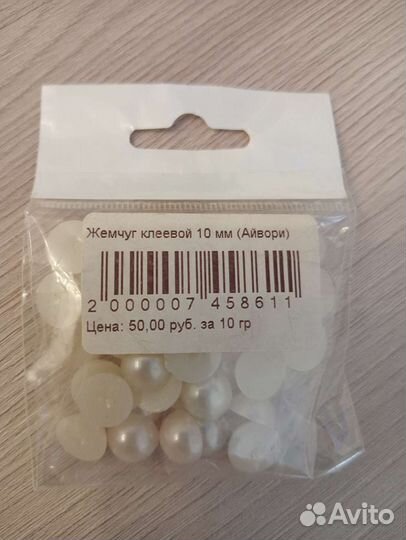 Жемчуг клеевой 10 мм (Айвори)
2 000007 458611
Цена: 50,00 руб. за 10 гр
Avito